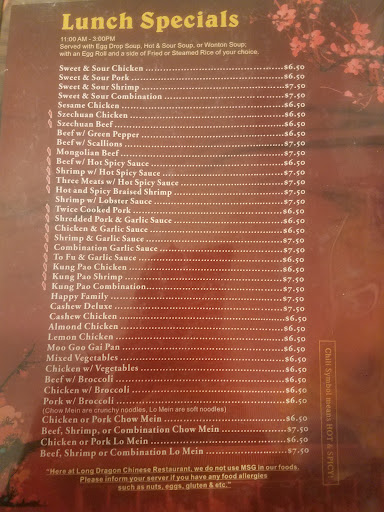 Lunch Specials
11:00 AM - 3:00PM
Served with Egg Drop Soup, Hot & Sour Soup, or Wonton Soup;
with an Egg Roll and a side of Fried or Steamed Rice of your choice.
Sweet & Sour Chicken $6.50
Sweet & Sour Pork $6.50
Sweet & Sour Shrimp $7.50
Sweet & Sour Combination $7.50
Sesame Chicken $6.50
Szechuan Chicken $6.50
Szechuan Beef $6.50
Beef w/ Green Pepper $6.50
Beef w/ Scallions $7.50
Mongolian Beef $6.50
Beef w/ Hot Spicy Sauce $6.50
Shrimp w/ Hot Spicy Sauce $7.50
Three Meats w/ Hot Spicy Sauce $7.50
Hot and Spicy Braised Shrimp $7.50
Shrimp w/ Lobster Sauce $7.50
Twice Cooked Pork $6.50
Shredded Pork & Garlic Sauce $6.50
Chicken & Garlic Sauce $6.50
Shrimp & Garlic Sauce $7.50
Combination Garlic Sauce $7.50
To Fu & Garlic Sauce $6.50
Kung Pao Chicken $6.50
Kung Pao Shrimp $7.50
Kung Pao Combination $7.50
Happy Family $7.50
Cashew Deluxe $7.50
Cashew Chicken $6.50
Almond Chicken $6.50
Lemon Chicken $6.50
Moo Goo Gai Pan $6.50
Mixed Vegetables $6.50
Chicken w/ Vegetables $6.50
Beef w/ Broccoli $6.50
Chicken w/ Broccoli $6.50
Pork w/ Broccoli $6.50
(Chow Mein are crunchy noodles, Lo Mein are soft noodles)
Chicken or Pork Chow Mein $6.50
Beef, Shrimp, or Combination Chow Mein $7.50
Chicken or Pork Lo Mein $6.50
Beef, Shrimp or Combination Lo Mein $7.50
"Here at Long Dragon Chinese Restaurant, we do not use MSG in our foods.
Please inform your server if you have any food allergies
such as nuts, eggs, gluten & etc."
Chili Symbol mean: HOT & SPICY